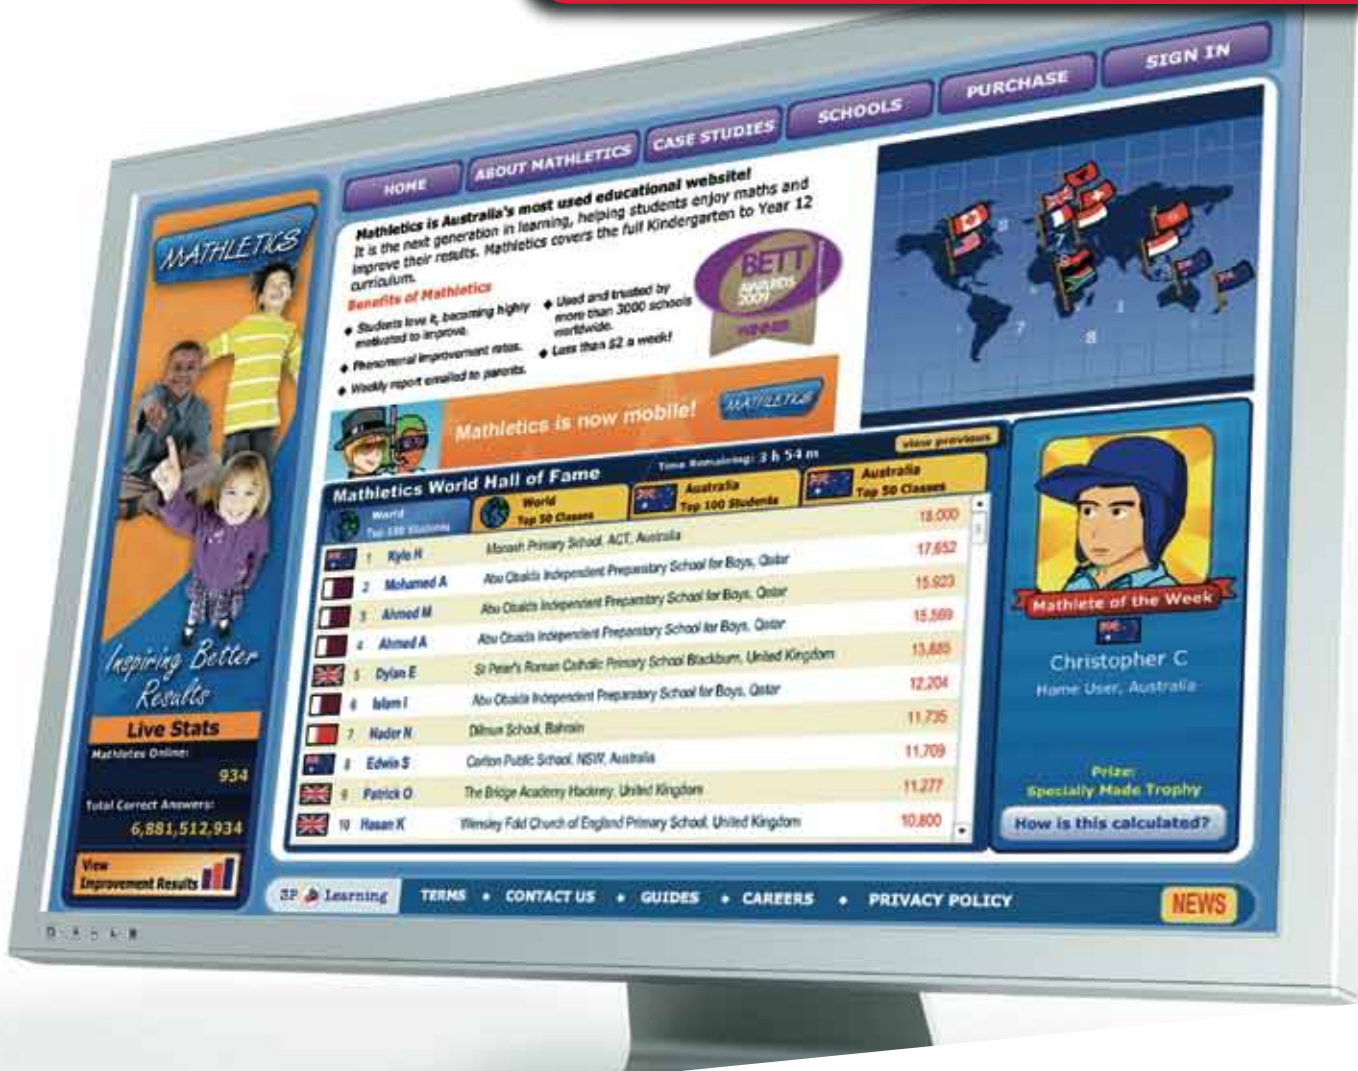 HOME
ABOUT MATHLETICS
CASE STUDIES
SCHOOLS
PURCHASE
SIGN IN
MATHLETICS
Inspiring Better
Results
Live Stats
Mathletes Online:
934
Total Correct Answers:
6,881,512,934
View
Improvement Results
Mathletics is Australia's most used educational website!
It is the next generation in learning, helping students enjoy maths and
improve their results. Mathletics covers the full Kindergarten to Year 12
curriculum.
Benefits of Mathletics
♦ Students love it, becoming highly
motivated to improve.
♦ Phenomenal improvement rates.
♦ Weekly report emailed to parents.
♦ Used and trusted by
more than 3000 schools
worldwide.
♦ Less than $2 a week!
BETT
AWARDS
2009
WINNER
7
8
Mathletics is now mobile!
MATHLETICS
Mathletics World Hall of Fame
Time Remaining: 3 h 54 m
view previous
World
Top 100 Students
World
Top 50 Classes
Australia
Top 100 Students
Australia
Top 50 Classes
1 Kyle H Monash Primary School, ACT, Australia 18,000
2 Mohamed A Abu Obaida Independent Preparatory School for Boys, Qatar 17,652
3 Ahmed M Abu Obaida Independent Preparatory School for Boys, Qatar 15,923
4 Ahmed A Abu Obaida Independent Preparatory School for Boys, Qatar 15,569
5 Dylan E St Peter's Roman Catholic Primary School Blackburn, United Kingdom 13,885
6 Islam I Abu Obaida Independent Preparatory School for Boys, Qatar 12,204
7 Nader N School, Bahrain 11,735
8 Edwin S Carlton Public School, NSW, Australia 11,709
9 Patrick O The Bridge Academy Hackney, United Kingdom 11,277
10 Hasan K Wensley Fold Church of England Primary School, United Kingdom 10,800
Mathlete of the Week
Christopher C
Home User, Australia
Prize:
Specially Made Trophy
How is this calculated?
3P Learning
TERMS • CONTACT US • GUIDES • CAREERS • PRIVACY POLICY
NEWS